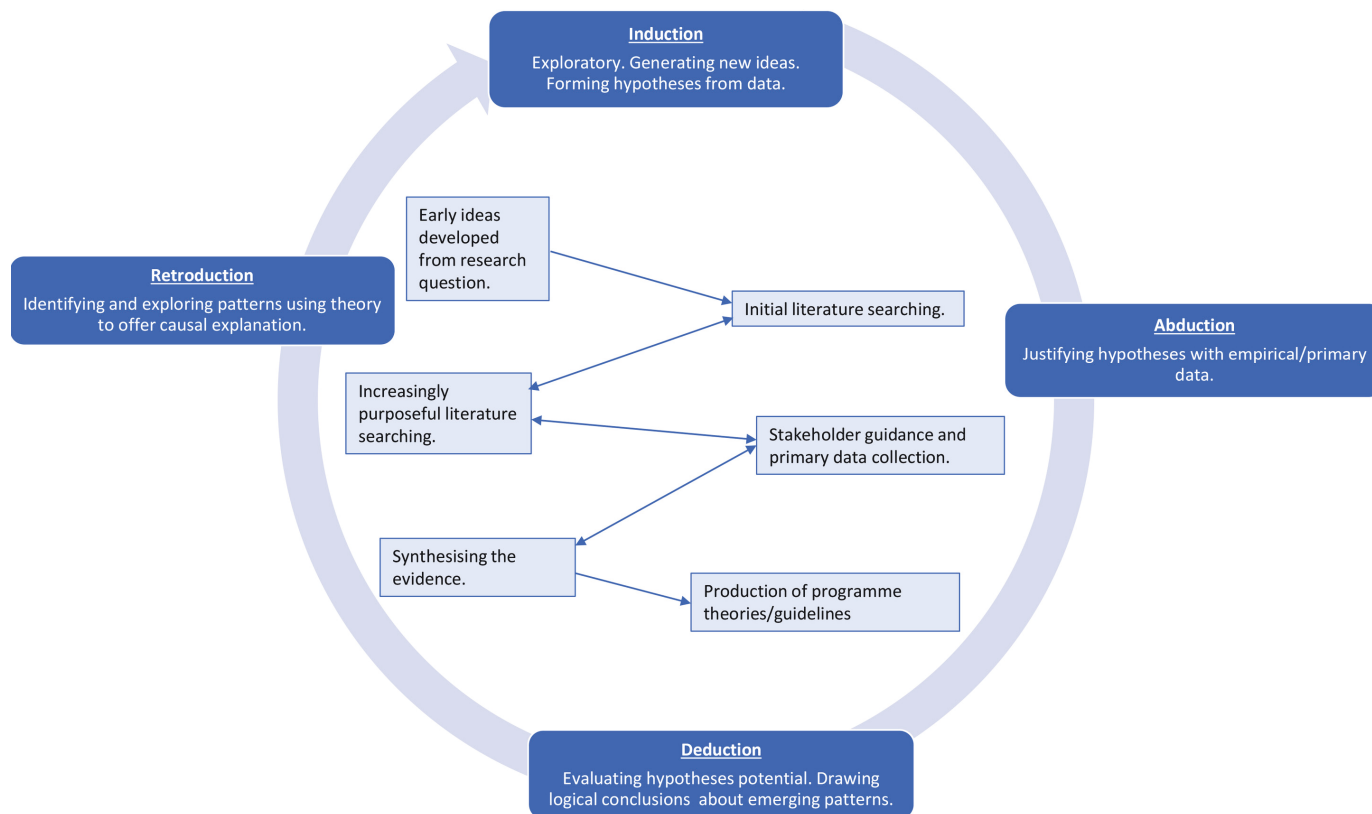 Induction
Exploratory. Generating new ideas.
Forming hypotheses from data.
Early ideas
developed
from research
question.
Retroduction
Identifying and exploring patterns using theory
to offer causal explanation.
Initial literature searching.
Abduction
Justifying hypotheses with empirical/primary
data.
Increasingly
purposeful literature
searching.
Stakeholder guidance and
primary data collection.
Synthesising the
evidence.
Production of programme
theories/guidelines
Deduction
Evaluating hypotheses potential. Drawing
logical conclusions  about emerging patterns.